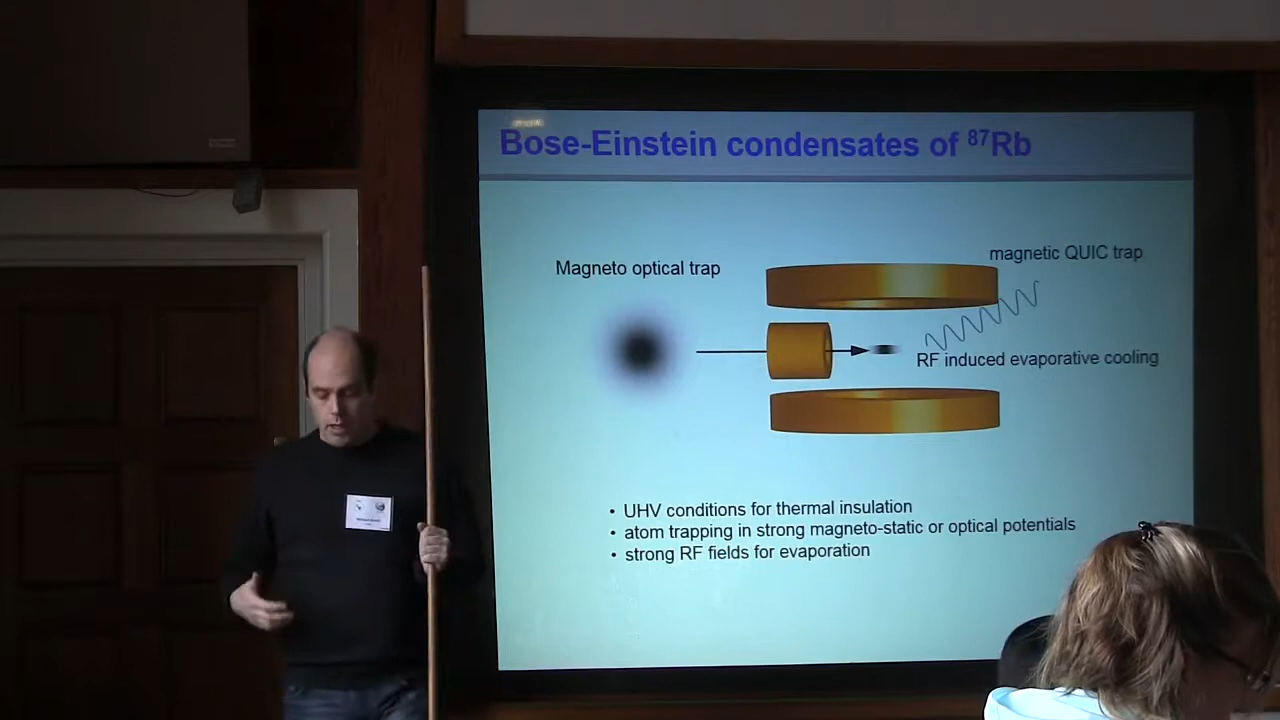 Bose-Einstein condensates of ⁸⁷Rb
magnetic QUIC trap
Magneto optical trap
RF induced evaporative cooling
• UHV conditions for thermal insulation
• atom trapping in strong magneto-static or optical potentials
• strong RF fields for evaporation